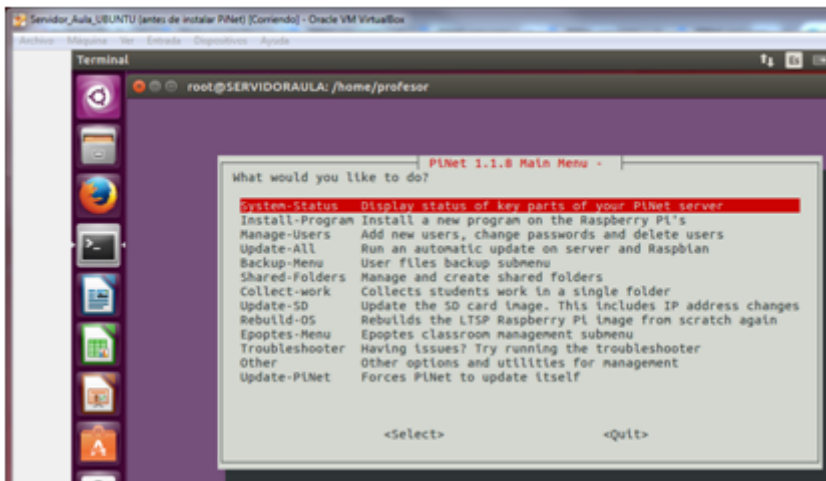 Servidor_Aula_UBUNTU (antes de instalar PiNet) [Corriendo] - Oracle VM VirtualBox
Archivo Máquina Ver Entrada Dispositivos Ayuda
Terminal
Es
root@SERVIDORAULA: /home/profesor
PiNet 1.1.8 Main Menu -
What would you like to do?
System-Status Display status of key parts of your PiNet server
Install-Program Install a new program on the Raspberry Pi's
Manage-Users Add new users, change passwords and delete users
Update-All Run an automatic update on server and Raspbian
Backup-Menu User files backup submenu
Shared-Folders Manage and create shared folders
Collect-work Collects students work in a single folder
Update-SD Update the SD card image. This includes IP address changes
Rebuild-OS Rebuilds the LTSP Raspberry Pi image from scratch again
Epoptes-Menu Epoptes classroom management submenu
Troubleshooter Having issues? Try running the troubleshooter
Other Other options and utilities for management
Update-PiNet Forces PiNet to update itself
<Select> <Quit>